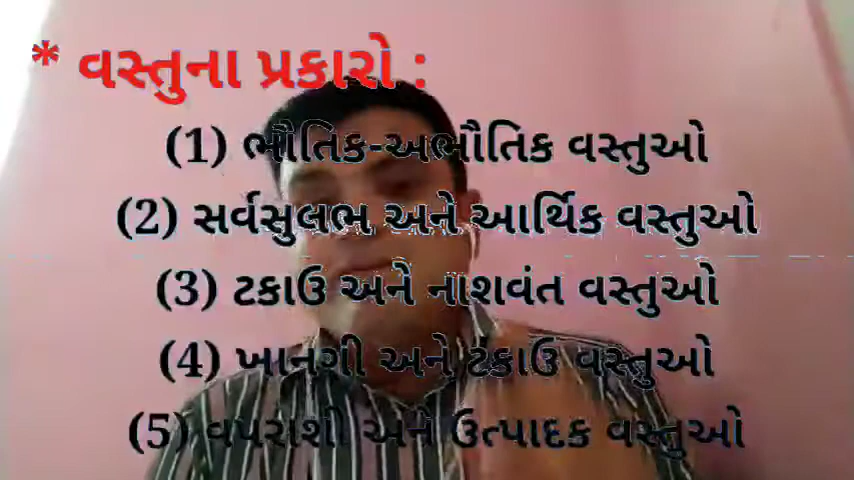 * વસ્તુના પ્રકારો :
(1) ભૌતિક-અભૌતિક વસ્તુઓ
(2) સર્વસુલભ અને આર્થિક વસ્તુઓ
(3) ટકાઉ અને નાશવંત વસ્તુઓ
(4) ખાનગી અને ટકાઉ વસ્તુઓ
(5) વપરાશી અને ઉત્પાદક વસ્તુઓ